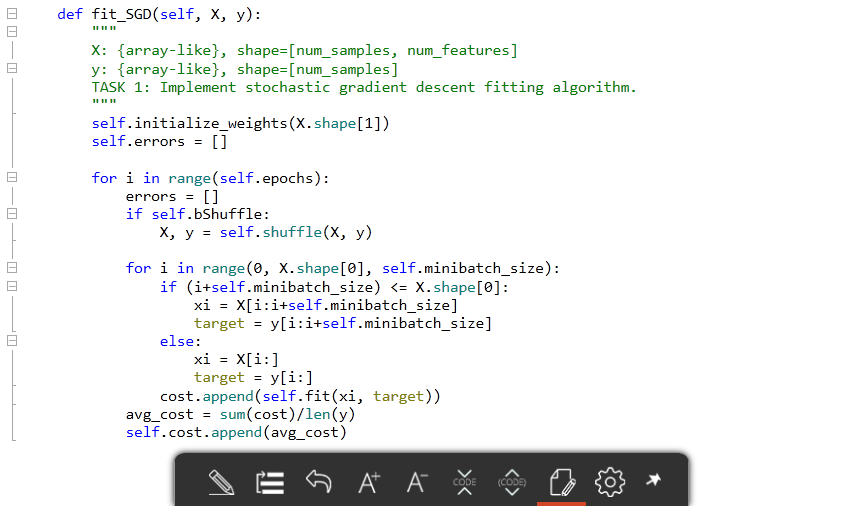 def fit_SGD(self, X, y):
"""
X: {array-like}, shape=[num_samples, num_features]
y: {array-like}, shape=[num_samples]
TASK 1: Implement stochastic gradient descent fitting algorithm.
"""
self.initialize_weights(X.shape[1])
self.errors = []
for i in range(self.epochs):
errors = []
if self.bShuffle:
X, y = self.shuffle(X, y)
for i in range(0, X.shape[0], self.minibatch_size):
if (i+self.minibatch_size) <= X.shape[0]:
xi = X[i:i+self.minibatch_size]
target = y[i:i+self.minibatch_size]
else:
xi = X[i:]
target = y[i:]
cost.append(self.fit(xi, target))
avg_cost = sum(cost)/len(y)
self.cost.append(avg_cost)
A+ A- CODE (CODE)